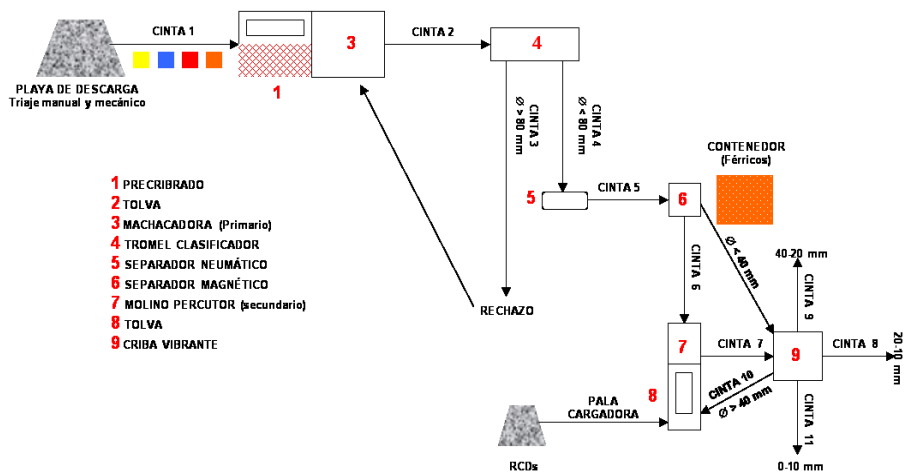 CINTA 1
3
CINTA 2
4
PLAYA DE DESCARGA
Triaje manual y mecánico
1
CINTA 3
Ø > 80 mm
CINTA 4
Ø < 80 mm
CONTENEDOR
(Férricos)
1 PRECRIBRADO
2 TOLVA
3 MACHACADORA (Primario)
4 TROMEL CLASIFICADOR
5 SEPARADOR NEUMÁTICO
6 SEPARADOR MAGNÉTICO
7 MOLINO PERCUTOR (secundario)
8 TOLVA
9 CRIBA VIBRANTE
5
CINTA 5
6
Ø < 40 mm
40-20 mm
CINTA 6
CINTA 9
RECHAZO
7
CINTA 7
9
CINTA 8
20-10 mm
8
CINTA 10
Ø > 40 mm
CINTA 11
PALA
CARGADORA
RCDs
0-10 mm